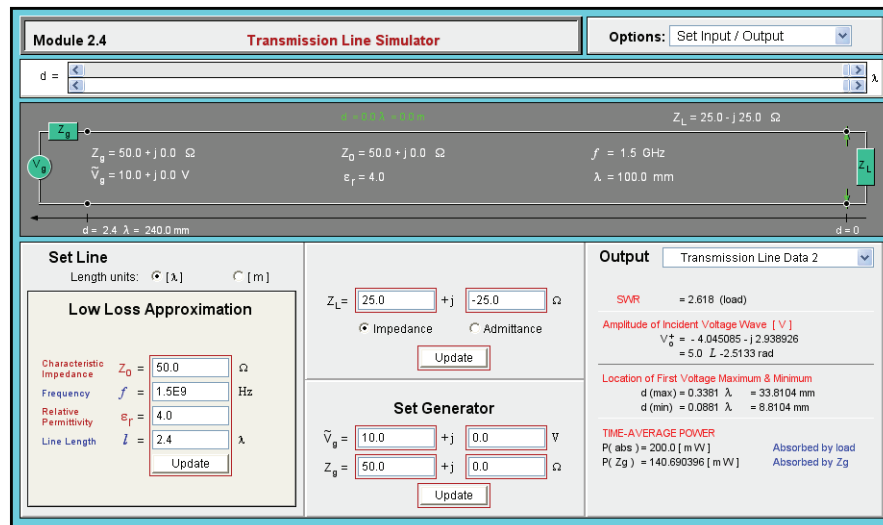 Module 2.4
Transmission Line Simulator
Options: Set Input / Output
d = λ
d = 0.0 λ = 0.0 m
Z_L = 25.0 - j 25.0 Ω
Z_g
Z_g = 50.0 + j 0.0 Ω
Z_0 = 50.0 + j 0.0 Ω
f = 1.5 GHz
V_g
Ṽ_g = 10.0 + j 0.0 V
ε_r = 4.0
λ = 100.0 mm
Z_L
d = 2.4 λ = 240.0 mm
d = 0
Set Line
Length units: [λ] [m]
Low Loss Approximation
Characteristic Impedance Z_0 = 50.0 Ω
Frequency f = 1.5E9 Hz
Relative Permittivity ε_r = 4.0
Line Length l = 2.4 λ
Update
Z_L = 25.0 +j -25.0 Ω
Impedance Admittance
Update
Set Generator
Ṽ_g = 10.0 +j 0.0 V
Z_g = 50.0 +j 0.0 Ω
Update
Output Transmission Line Data 2
SWR = 2.618 (load)
Amplitude of Incident Voltage Wave [V]
V_0^+ = - 4.045085 - j 2.938926
= 5.0 ∠ -2.5133 rad
Location of First Voltage Maximum & Minimum
d (max) = 0.3381 λ = 33.8104 mm
d (min) = 0.0881 λ = 8.8104 mm
TIME-AVERAGE POWER
P( abs ) = 200.0 [ m W ] Absorbed by load
P( Zg ) = 140.690396 [ m W ] Absorbed by Zg